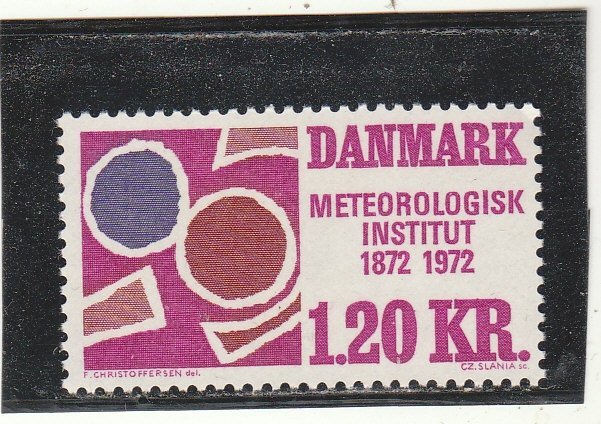 DANMARK
METEOROLOGISK
INSTITUT
1872 1972
1.20 KR.
F. CHRISTOFFERSEN del.
CZ. SLANIA sc.